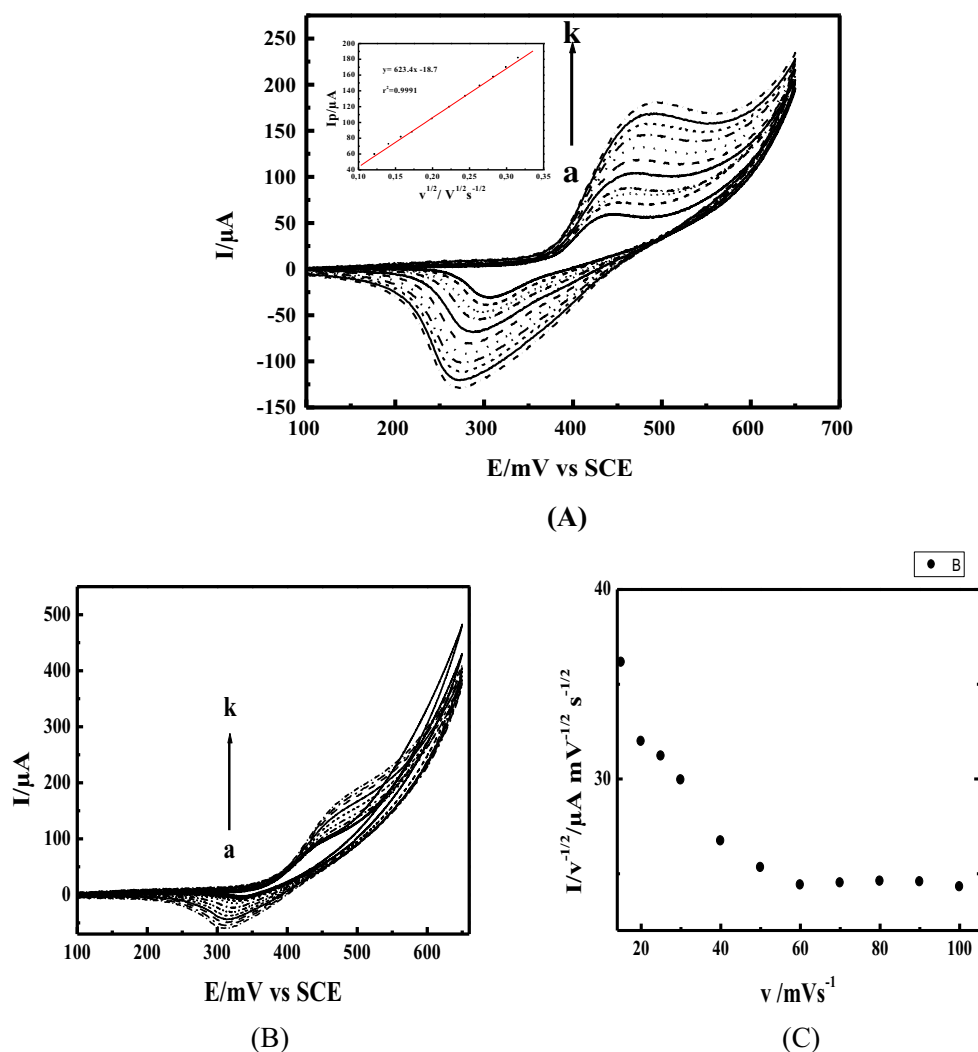 250
200
150
100
50
0
-50
-100
-150
I/µA
100 200 300 400 500 600 700
E/mV vs SCE
k
a
200
180
160
140
120
100
80
60
40
Ip/µA
y= 623.4x -18.7
r²=0.9991
0,10 0,15 0,20 0,25 0,30 0,35
v^1/2/ V^1/2 s^-1/2
(A)
500
400
300
200
100
0
I/µA
k
a
100 200 300 400 500 600
E/mV vs SCE
(B)
B
40
30
I/v^-1/2/µA mV^-1/2 s^-1/2
20 40 60 80 100
v /mVs^-1
(C)